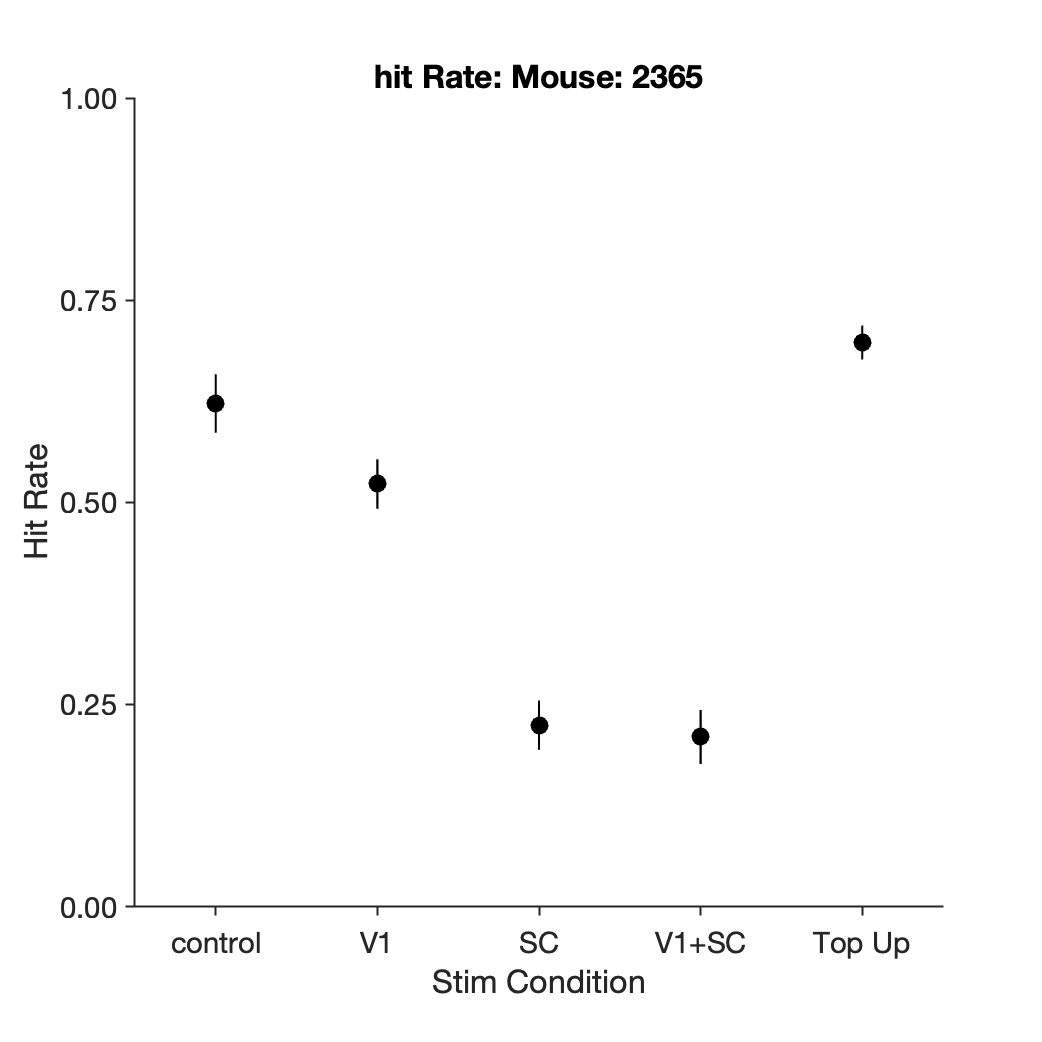 hit Rate: Mouse: 2365
1.00
0.75
0.50
0.25
0.00
Hit Rate
control V1 SC V1+SC Top Up
Stim Condition